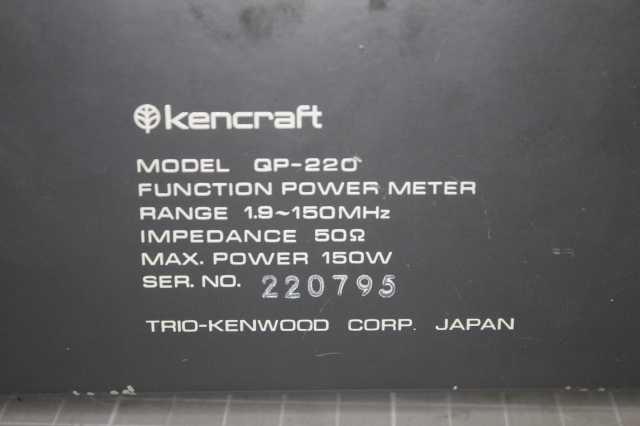 kencraft
MODEL QP-220
FUNCTION POWER METER
RANGE 1.9~150MHz
IMPEDANCE 50Ω
MAX. POWER 150W
SER. NO. 220795
TRIO-KENWOOD CORP. JAPAN